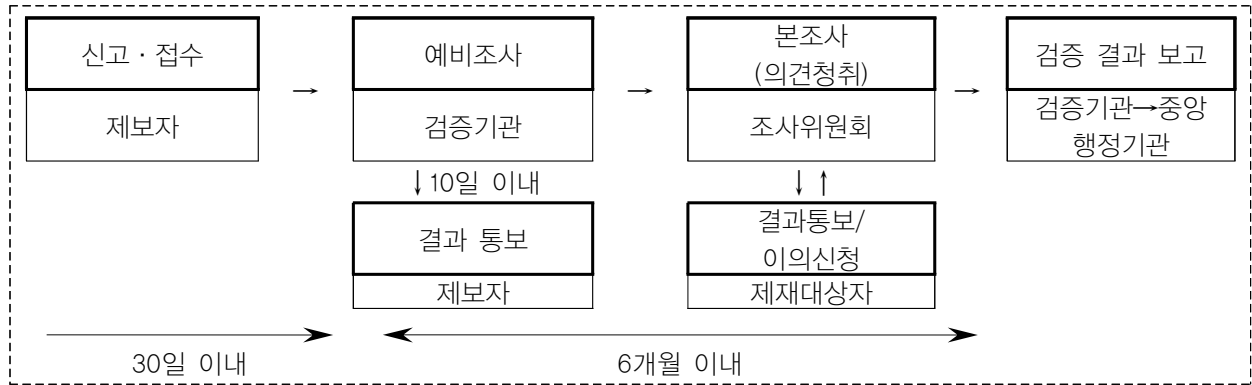 신고 · 접수
제보자
→
예비조사
검증기관
→
본조사
(의견청취)
조사위원회
→
검증 결과 보고
검증기관→중앙
행정기관
↓10일 이내
결과 통보
제보자
↓↑
결과통보/
이의신청
제재대상자
30일 이내
6개월 이내